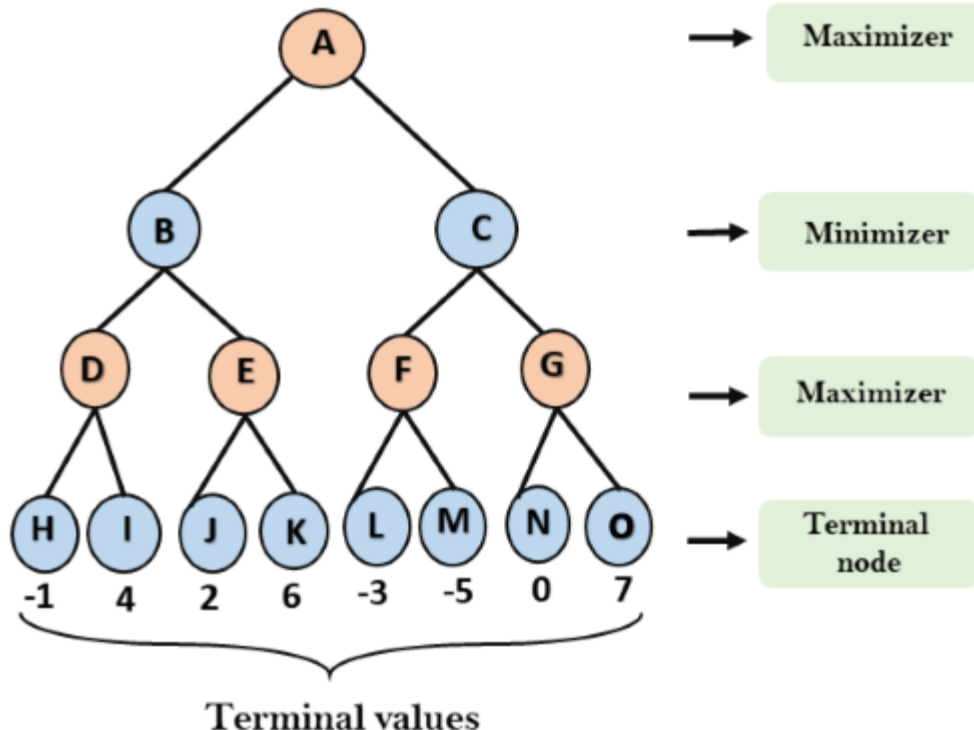 A
Maximizer
B
C
Minimizer
D
E
F
G
Maximizer
H
I
J
K
L
M
N
O
Terminal
node
-1
4
2
6
-3
-5
0
7
Terminal values